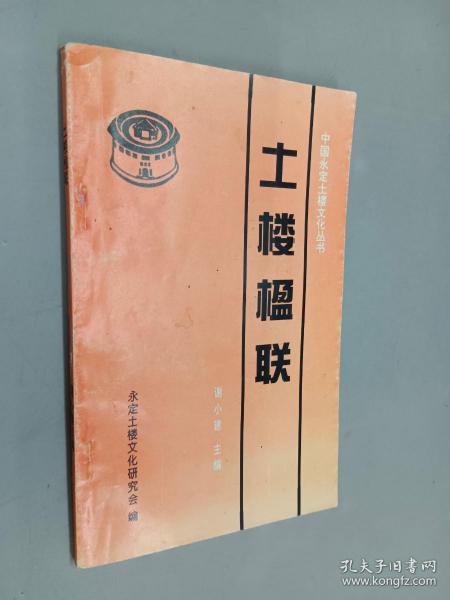 中国永定土楼文化丛书
土楼楹联
谢小建 主编
永定土楼文化研究会 编
孔夫子旧书网
www.kongfz.com